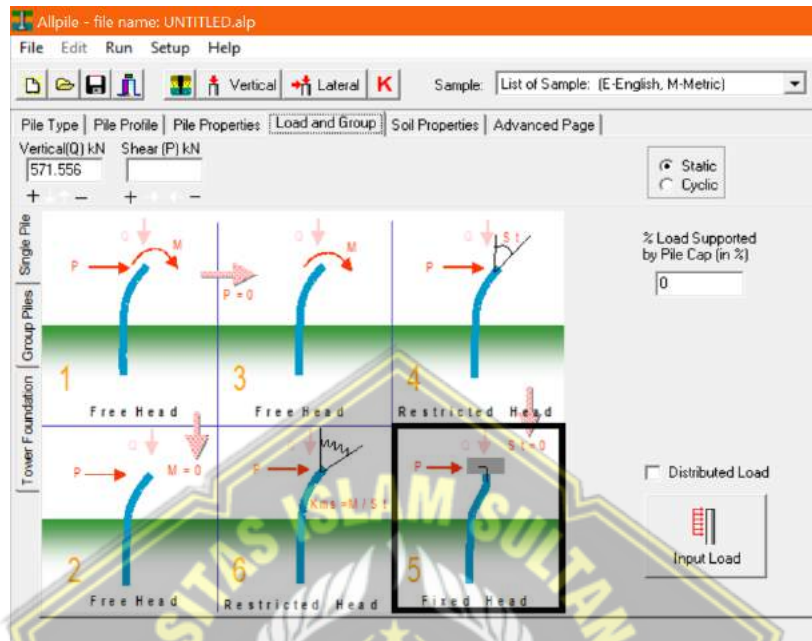 Allpile - file name: UNTITLED.alp
File Edit Run Setup Help
Vertical Lateral K Sample: List of Sample: (E-English, M-Metric)
Pile Type Pile Profile Pile Properties Load and Group Soil Properties Advanced Page
Vertical(Q) kN Shear (P) kN
571.556
+ − + −
Static
Cyclic
Single Pile
Group Piles
Tower Foundation
% Load Supported
by Pile Cap (in %)
0
Q M P
P = 0
1
Free Head
Q M
3
Free Head
Q S t P
4
Restricted Head
Q P M = 0
2
Free Head
Q P
Kms =M / S t
6
Restricted Head
Q S t = 0 P
5
Fixed Head
Distributed Load
Input Load
SITAS ISLAM SULTAN